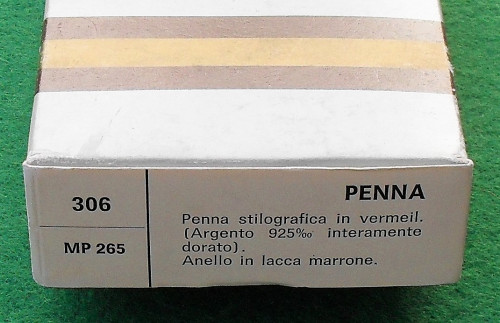 306
MP 265
PENNA
Penna stilografica in vermeil.
(Argento 925‰ interamente
dorato).
Anello in lacca marrone.